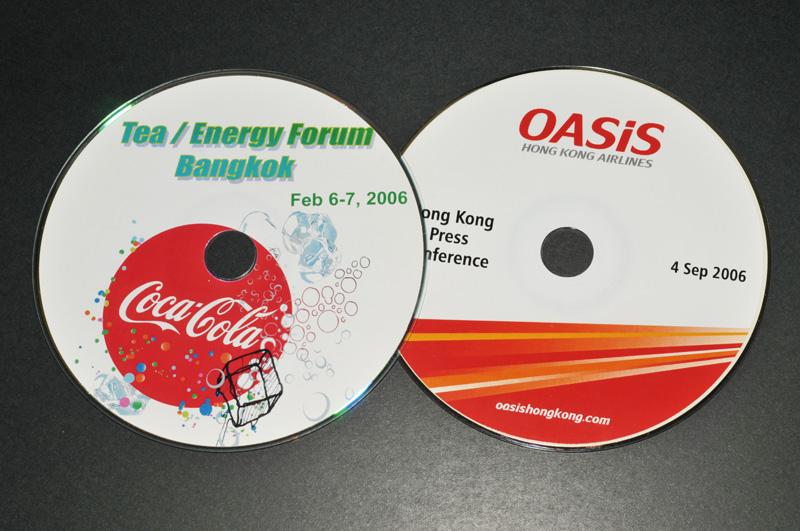 Tea / Energy Forum
Bangkok
Feb 6-7, 2006
Coca-Cola
OASiS
HONG KONG AIRLINES
ong Kong
Press
nference
4 Sep 2006
oasishongkong.com